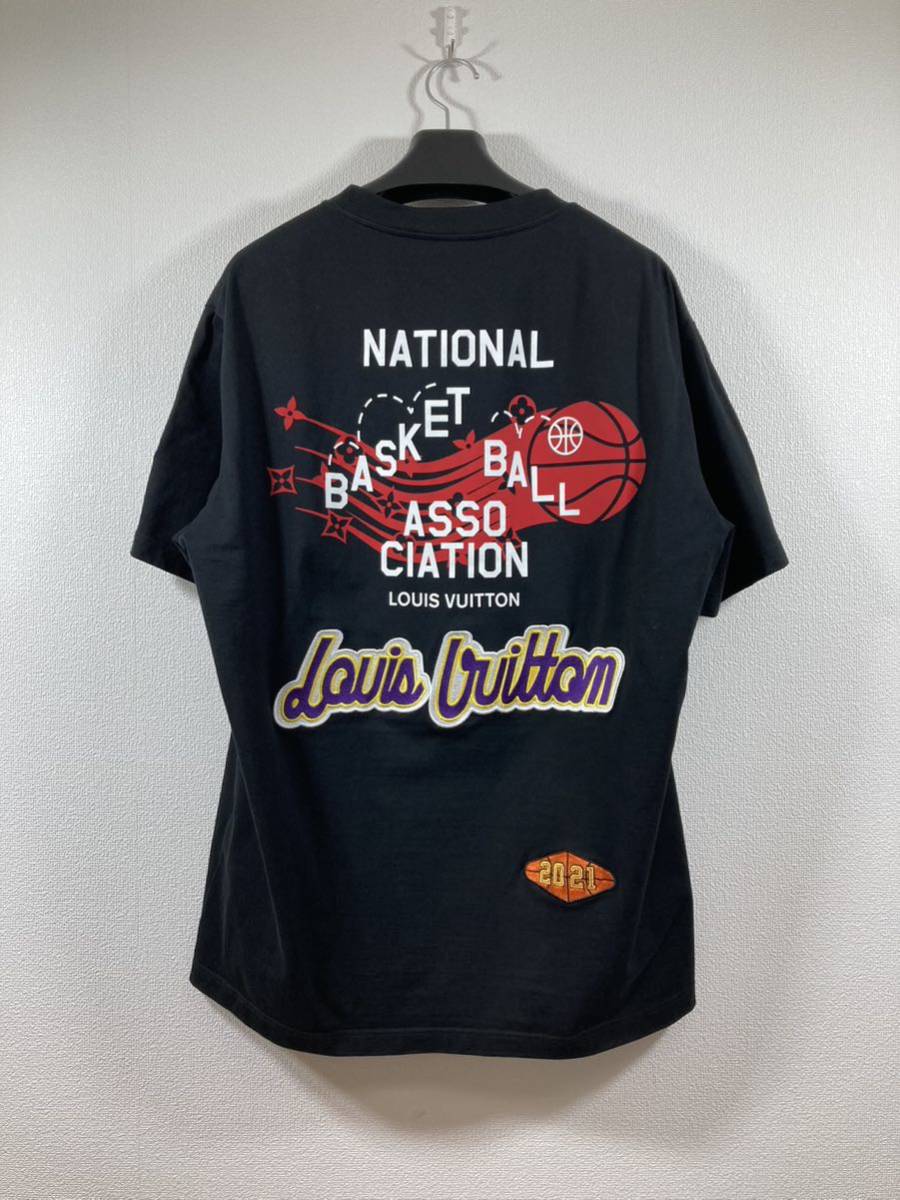 NATIONAL
BASKET BALL
ASSO
CIATION
LOUIS VUITTON
Louis Vuitton
2021